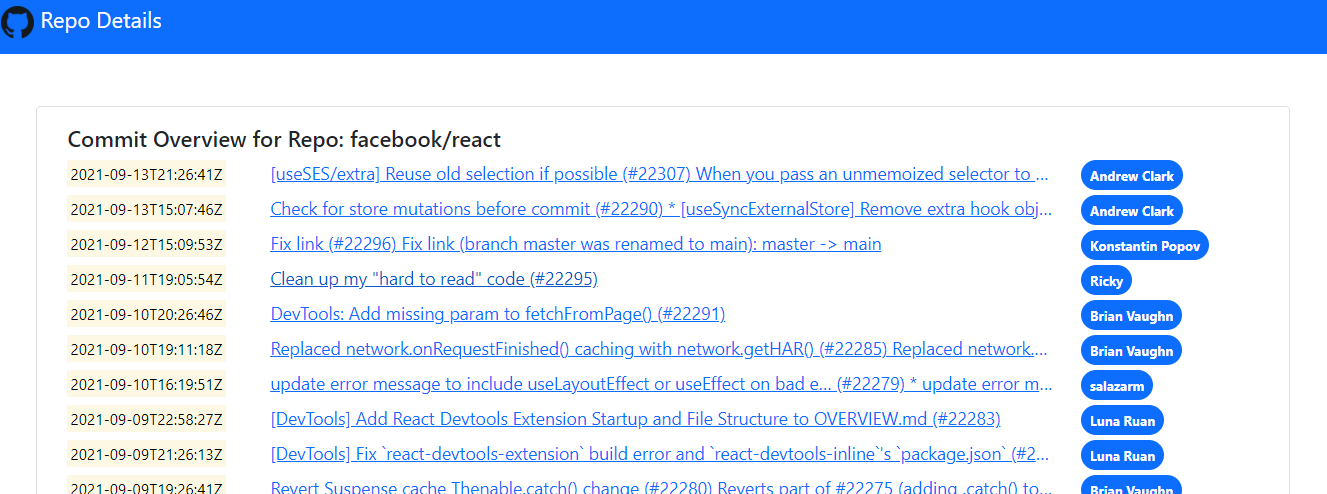 Repo Details
Commit Overview for Repo: facebook/react
2021-09-13T21:26:41Z [useSES/extra] Reuse old selection if possible (#22307) When you pass an unmemoized selector to ... Andrew Clark
2021-09-13T15:07:46Z Check for store mutations before commit (#22290) * [useSyncExternalStore] Remove extra hook obj... Andrew Clark
2021-09-12T15:09:53Z Fix link (#22296) Fix link (branch master was renamed to main): master -> main Konstantin Popov
2021-09-11T19:05:54Z Clean up my "hard to read" code (#22295) Ricky
2021-09-10T20:26:46Z DevTools: Add missing param to fetchFromPage() (#22291) Brian Vaughn
2021-09-10T19:11:18Z Replaced network.onRequestFinished() caching with network.getHAR() (#22285) Replaced network.... Brian Vaughn
2021-09-10T16:19:51Z update error message to include useLayoutEffect or useEffect on bad e... (#22279) * update error m... salazarm
2021-09-09T22:58:27Z [DevTools] Add React Devtools Extension Startup and File Structure to OVERVIEW.md (#22283) Luna Ruan
2021-09-09T21:26:13Z [DevTools] Fix `react-devtools-extension` build error and `react-devtools-inline`'s `package.json` (#2... Luna Ruan
2021-09-09T19:26:41Z Revert Suspense cache Thenable.catch() change (#22280) Reverts part of #22275 (adding .catch() to... Brian Vaughn